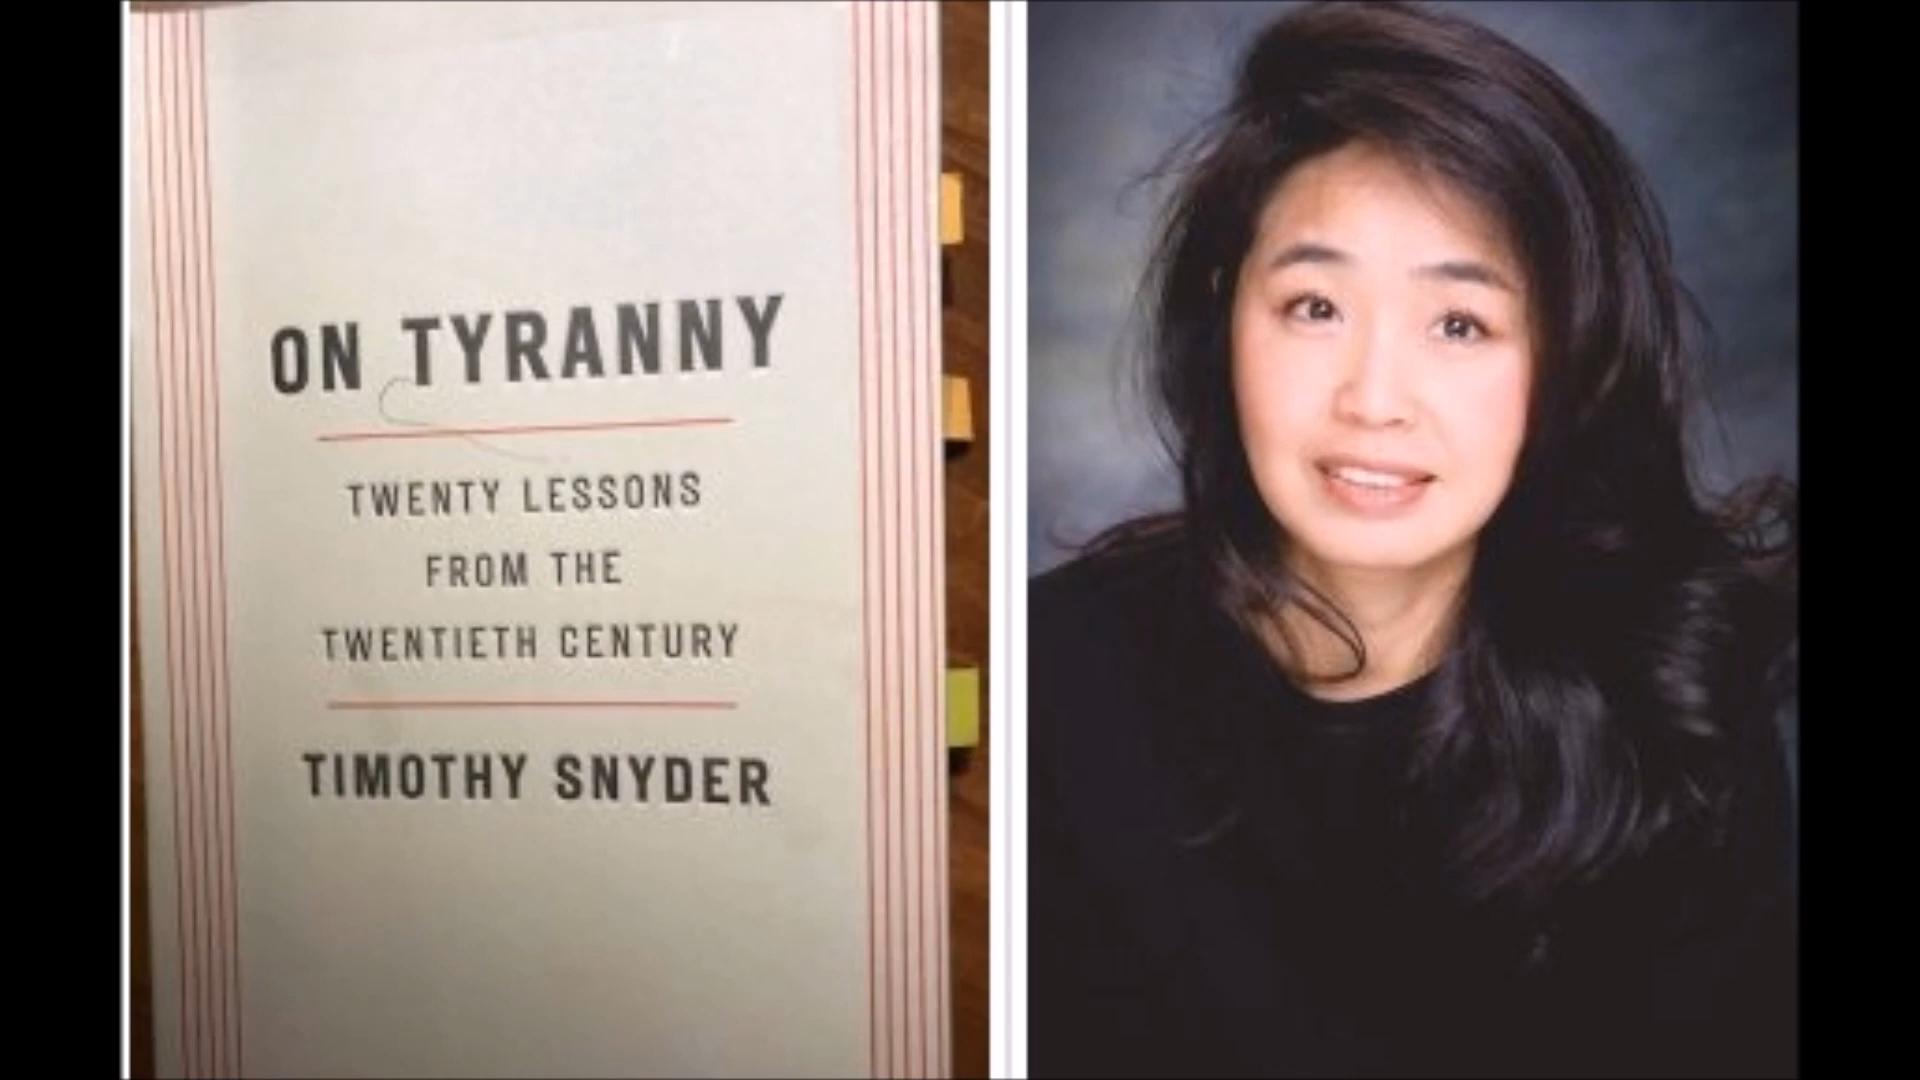 ON TYRANNY
TWENTY LESSONS
FROM THE
TWENTIETH CENTURY
TIMOTHY SNYDER